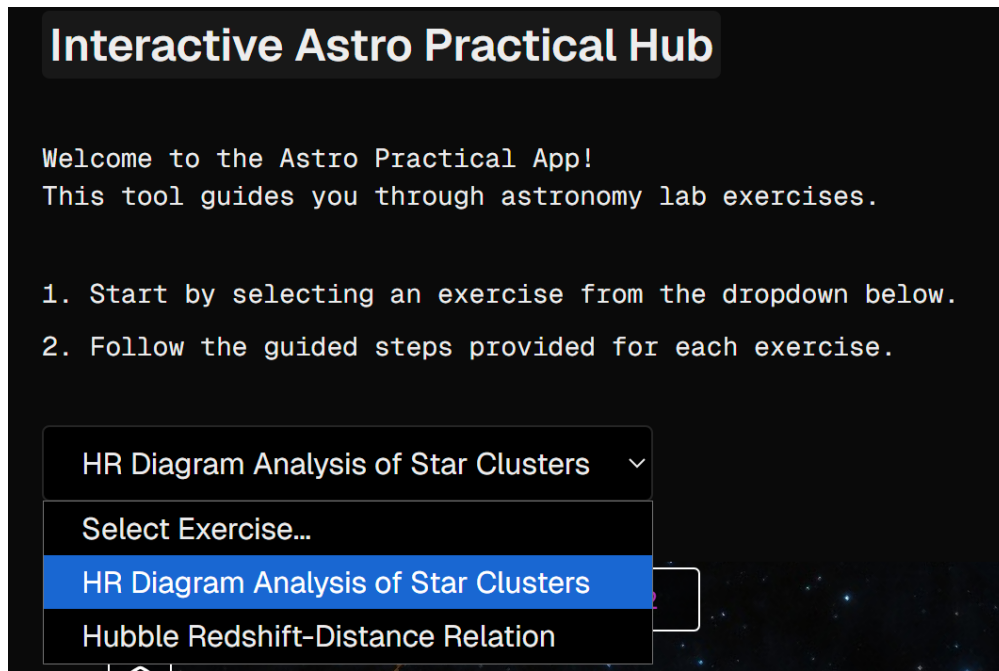 Interactive Astro Practical Hub
Welcome to the Astro Practical App!
This tool guides you through astronomy lab exercises.
1. Start by selecting an exercise from the dropdown below.
2. Follow the guided steps provided for each exercise.
HR Diagram Analysis of Star Clusters
Select Exercise...
HR Diagram Analysis of Star Clusters
Hubble Redshift-Distance Relation